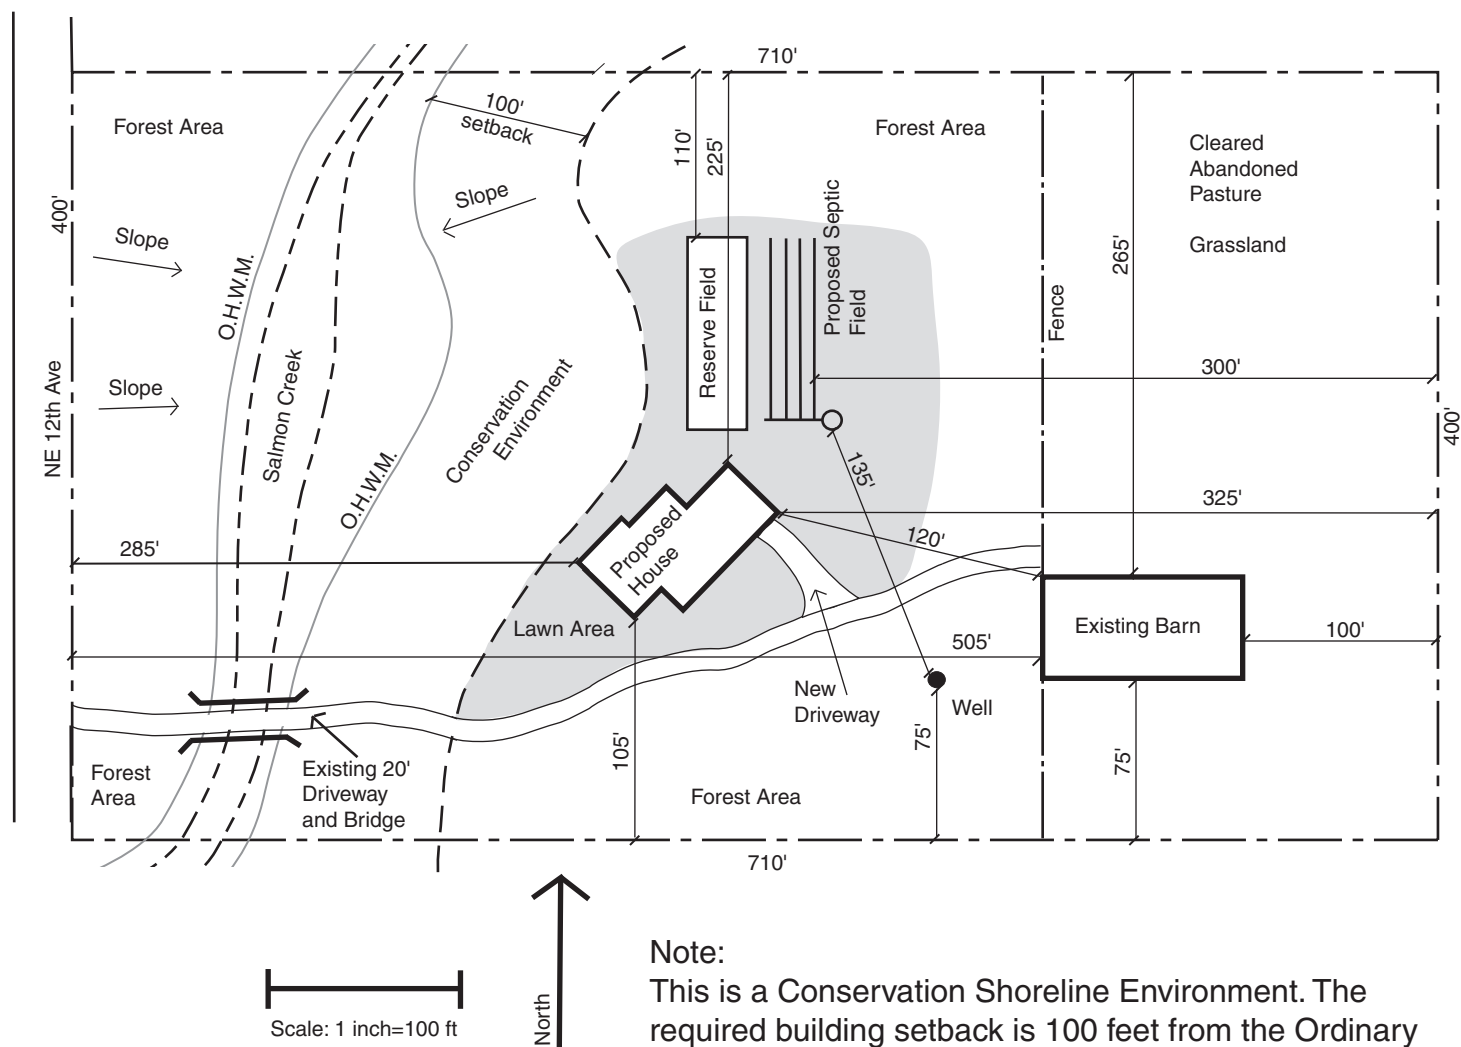 710'
100'
setback
Forest Area
Forest Area
110'
225'
Cleared
Abandoned
Pasture
Grassland
Slope
Slope
400'
O.H.W.M.
Proposed Septic
Field
Reserve Field
265'
Fence
300'
NE 12th Ave
Slope
Salmon Creek
Conservation
Environment
O.H.W.M.
400'
135'
325'
285'
Proposed
House
120'
Lawn Area
505'
Existing Barn
100'
New
Driveway
Well
75'
75'
105'
Forest
Area
Existing 20'
Driveway
and Bridge
Forest Area
710'
Scale: 1 inch=100 ft
North
Note:
This is a Conservation Shoreline Environment. The
required building setback is 100 feet from the Ordinary